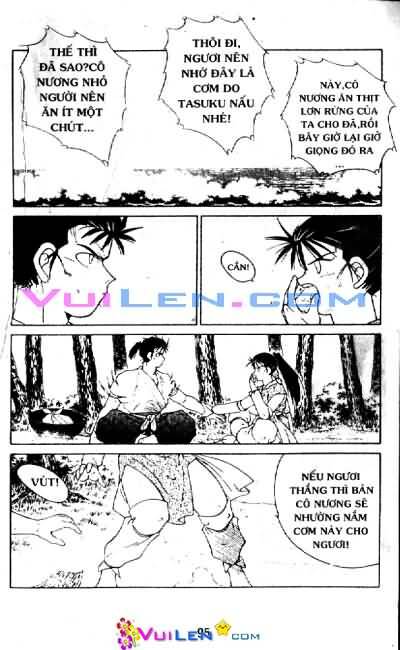 THẾ THÌ
ĐÃ SAO?CÔ
NƯƠNG NHỎ
NGƯỜI NÊN
ĂN ÍT MỘT
CHÚT...
THÔI ĐI,
NGƯƠI NÊN
NHỚ ĐÂY LÀ
CƠM DO
TASUKU NẤU
NHÉ!
NÀY,CÔ
NƯƠNG ĂN THỊT
LỢN RỪNG CỦA
TA CHO ĐÃ,RỒI
BÂY GIỜ LẠI GIỞ
GIỌNG ĐÓ RA
...
CẮN!
VUILEN.COM
VÚT!
NẾU NGƯƠI
THẮNG THÌ BẢN
CÔ NƯƠNG SẼ
NHƯỜNG NẮM
CƠM NÀY CHO
NGƯƠI!
95
VUILEN
.COM